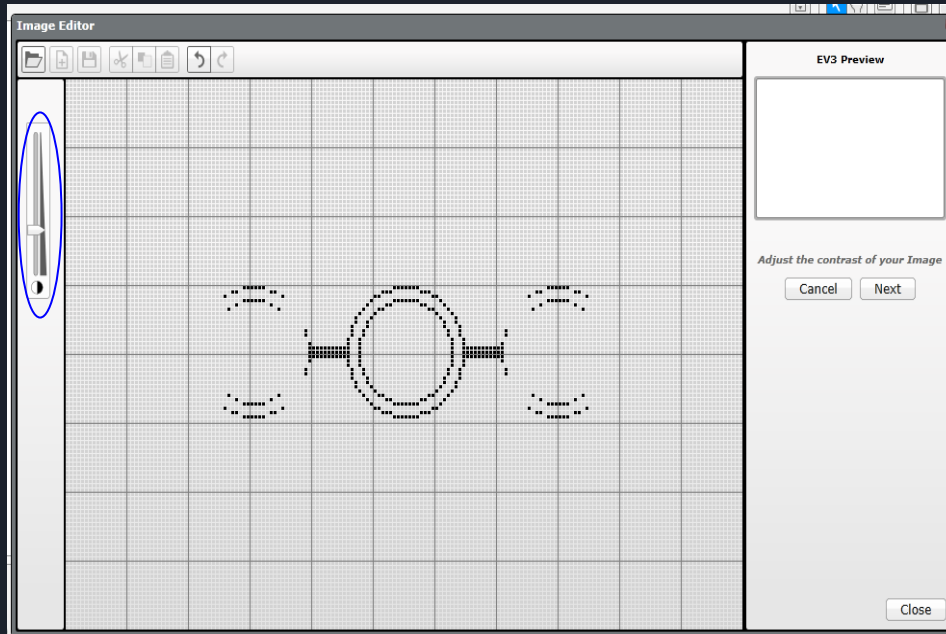 Image Editor
EV3 Preview
Adjust the contrast of your Image
Cancel
Next
Close